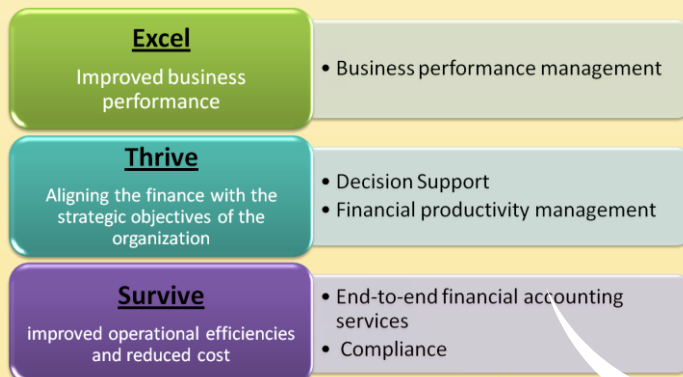 Excel
Improved business
performance
• Business performance management
Thrive
Aligning the finance with the
strategic objectives of the
organization
• Decision Support
• Financial productivity management
Survive
improved operational efficiencies
and reduced cost
• End-to-end financial accounting
services
• Compliance